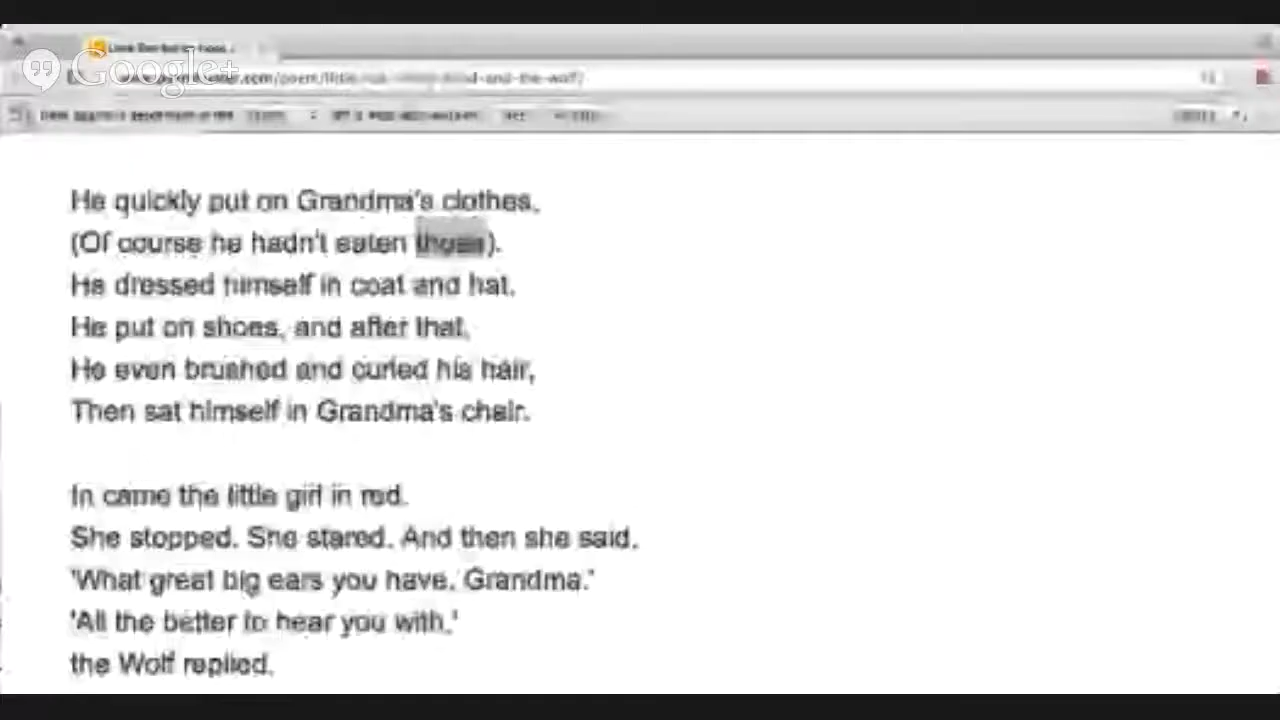 Google+
He quickly put on Grandma's clothes,
(Of course he hadn't eaten those).
He dressed himself in coat and hat.
He put on shoes, and after that,
He even brushed and curled his hair,
Then sat himself in Grandma's chair.
In came the little girl in red.
She stopped. She stared. And then she said,
'What great big ears you have, Grandma.'
'All the better to hear you with,'
the Wolf replied.